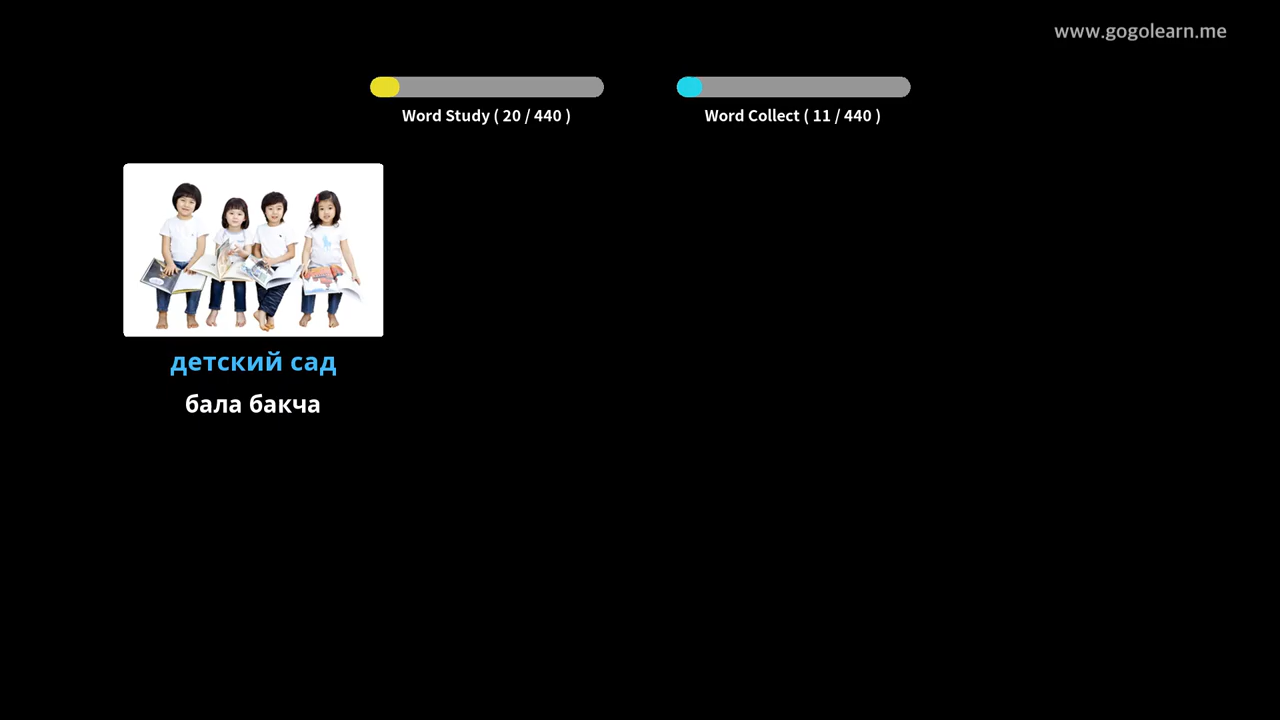 www.gogolearn.me
Word Study ( 20 / 440 )
Word Collect ( 11 / 440 )
детский сад
бала бакча